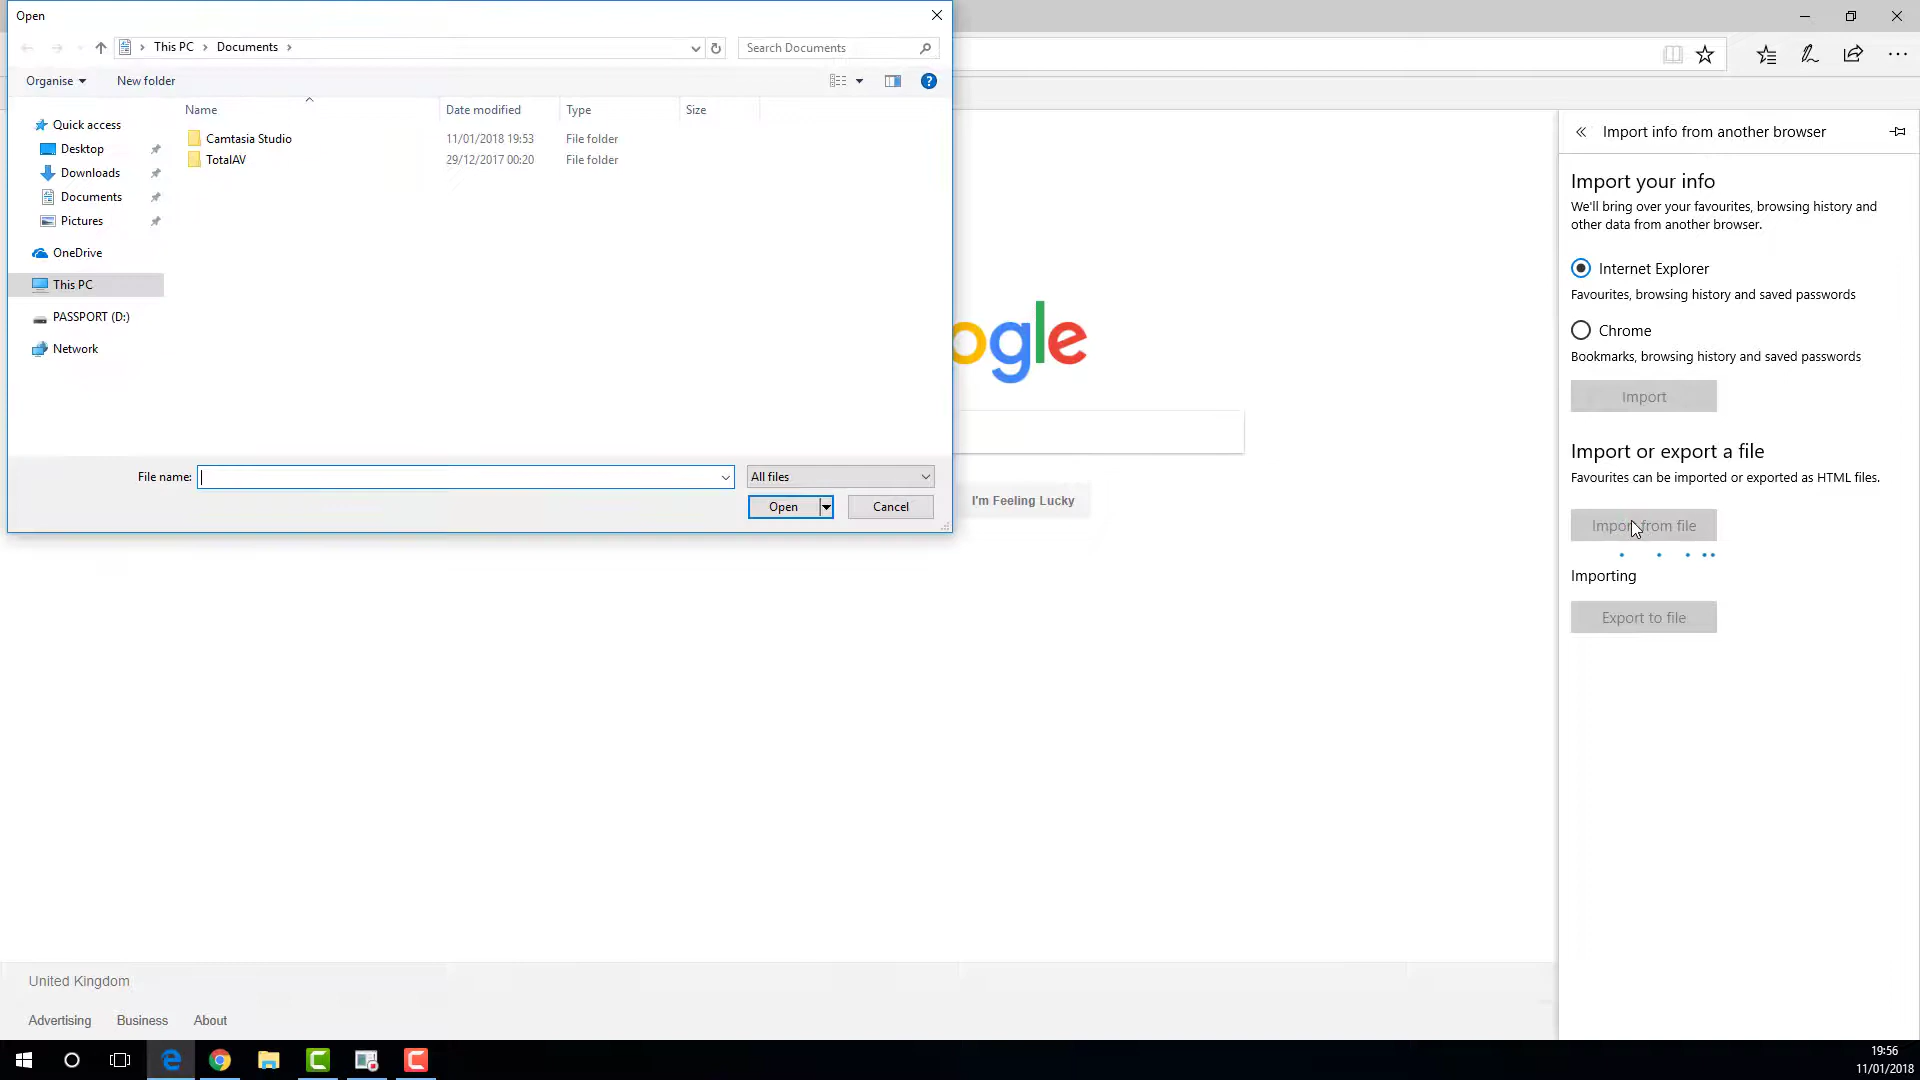 Open
This PC
Documents
Search Documents
Organise
New folder
Name
Date modified
Type
Size
Quick access
Desktop
Downloads
Documents
Pictures
OneDrive
This PC
PASSPORT (D:)
Network
Camtasia Studio 11/01/2018 19:53 File folder
TotalAV 29/12/2017 00:20 File folder
File name:
All files
Open
Cancel
ogle
I'm Feeling Lucky
Import info from another browser
Import your info
We'll bring over your favourites, browsing history and
other data from another browser.
Internet Explorer
Favourites, browsing history and saved passwords
Chrome
Bookmarks, browsing history and saved passwords
Import
Import or export a file
Favourites can be imported or exported as HTML files.
Import from file
Importing
Export to file
United Kingdom
Advertising Business About
19:56
11/01/2018